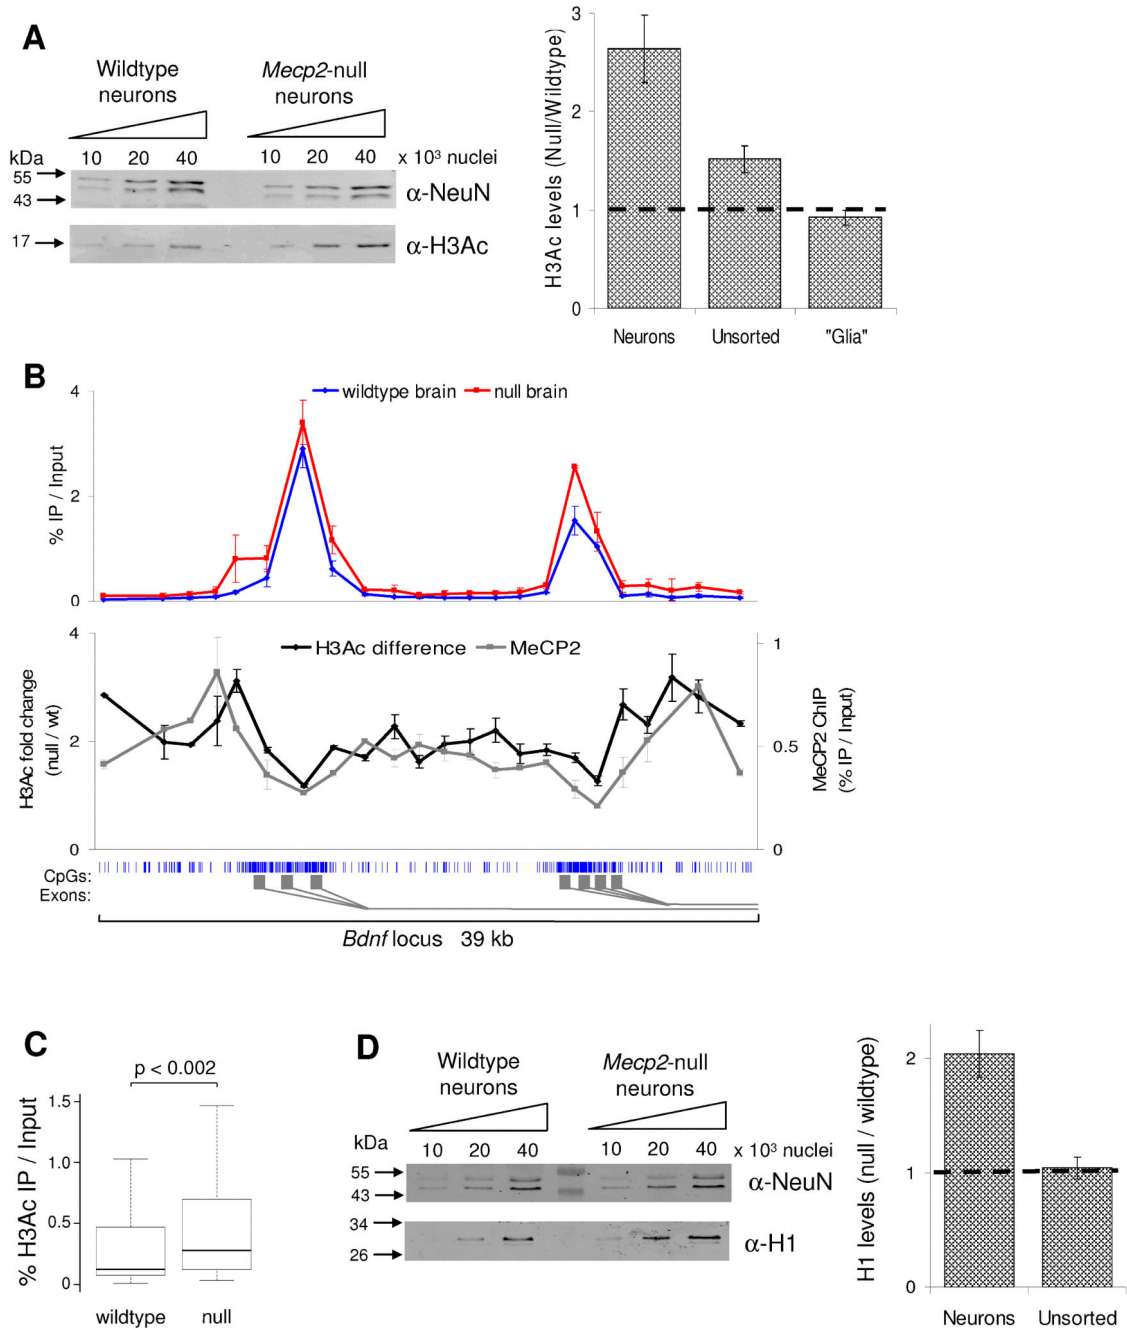 A
Wildtype
neurons
Mecp2-null
neurons
kDa
10 20 40
10 20 40 x 10³ nuclei
55
43
α-NeuN
17
α-H3Ac
H3Ac levels (Null/Wildtype)
3
2
1
0
Neurons Unsorted "Glia"
B
wildtype brain null brain
% IP / Input
4
2
0
H3Ac difference MeCP2
H3Ac fold change
(null / wt)
4
2
0
MeCP2 ChIP
(% IP / Input)
1
0.5
0
CpGs:
Exons:
Bdnf locus 39 kb
C
p < 0.002
% H3Ac IP / Input
1.5
1.0
0.5
0
wildtype null
D
Wildtype
neurons
Mecp2-null
neurons
kDa
10 20 40
10 20 40 x 10³ nuclei
55
43
α-NeuN
34
26
α-H1
H1 levels (null / wildtype)
2
1
0
Neurons Unsorted